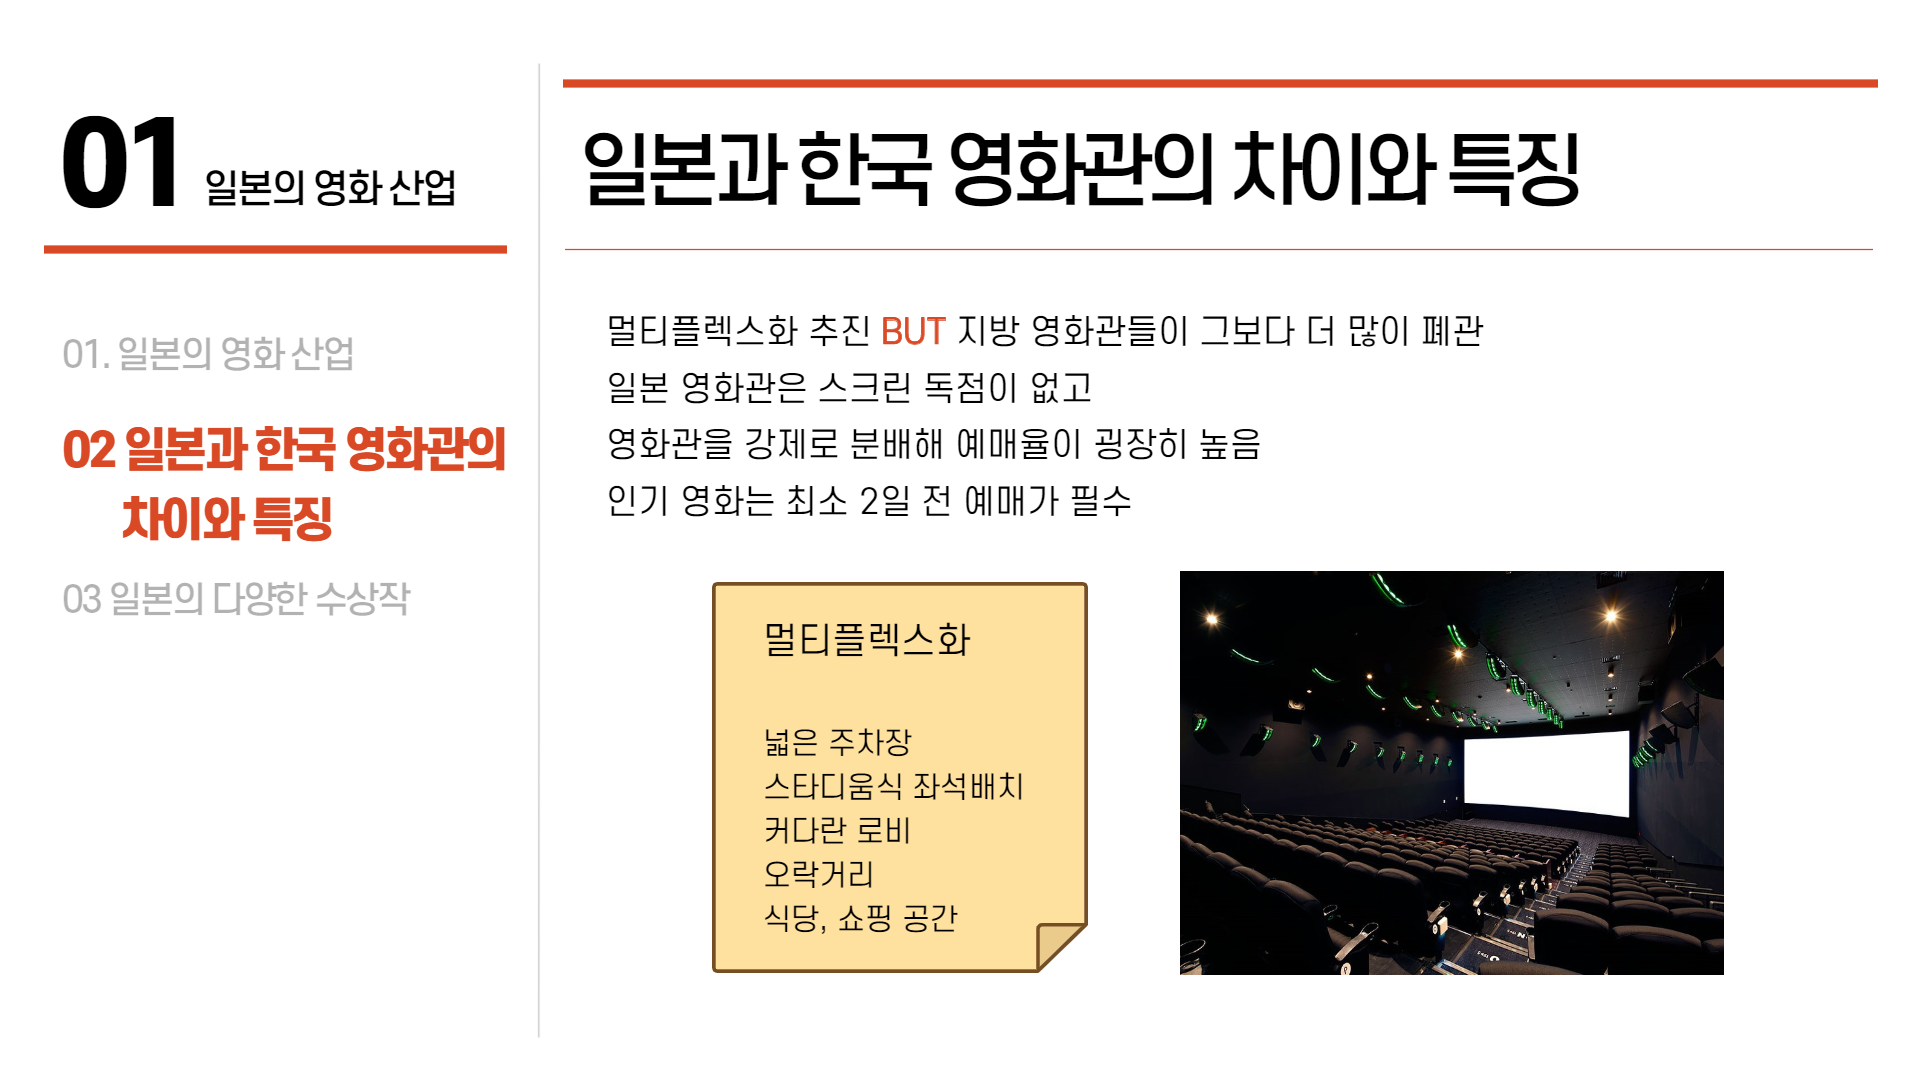 01 일본의 영화 산업
01. 일본의 영화 산업
02 일본과 한국 영화관의
차이와 특징
03 일본의 다양한 수상작
일본과 한국 영화관의 차이와 특징
멀티플렉스화 추진 BUT 지방 영화관들이 그보다 더 많이 폐관
일본 영화관은 스크린 독점이 없고
영화관을 강제로 분배해 예매율이 굉장히 높음
인기 영화는 최소 2일 전 예매가 필수
멀티플렉스화
넓은 주차장
스타디움식 좌석배치
커다란 로비
오락거리
식당, 쇼핑 공간